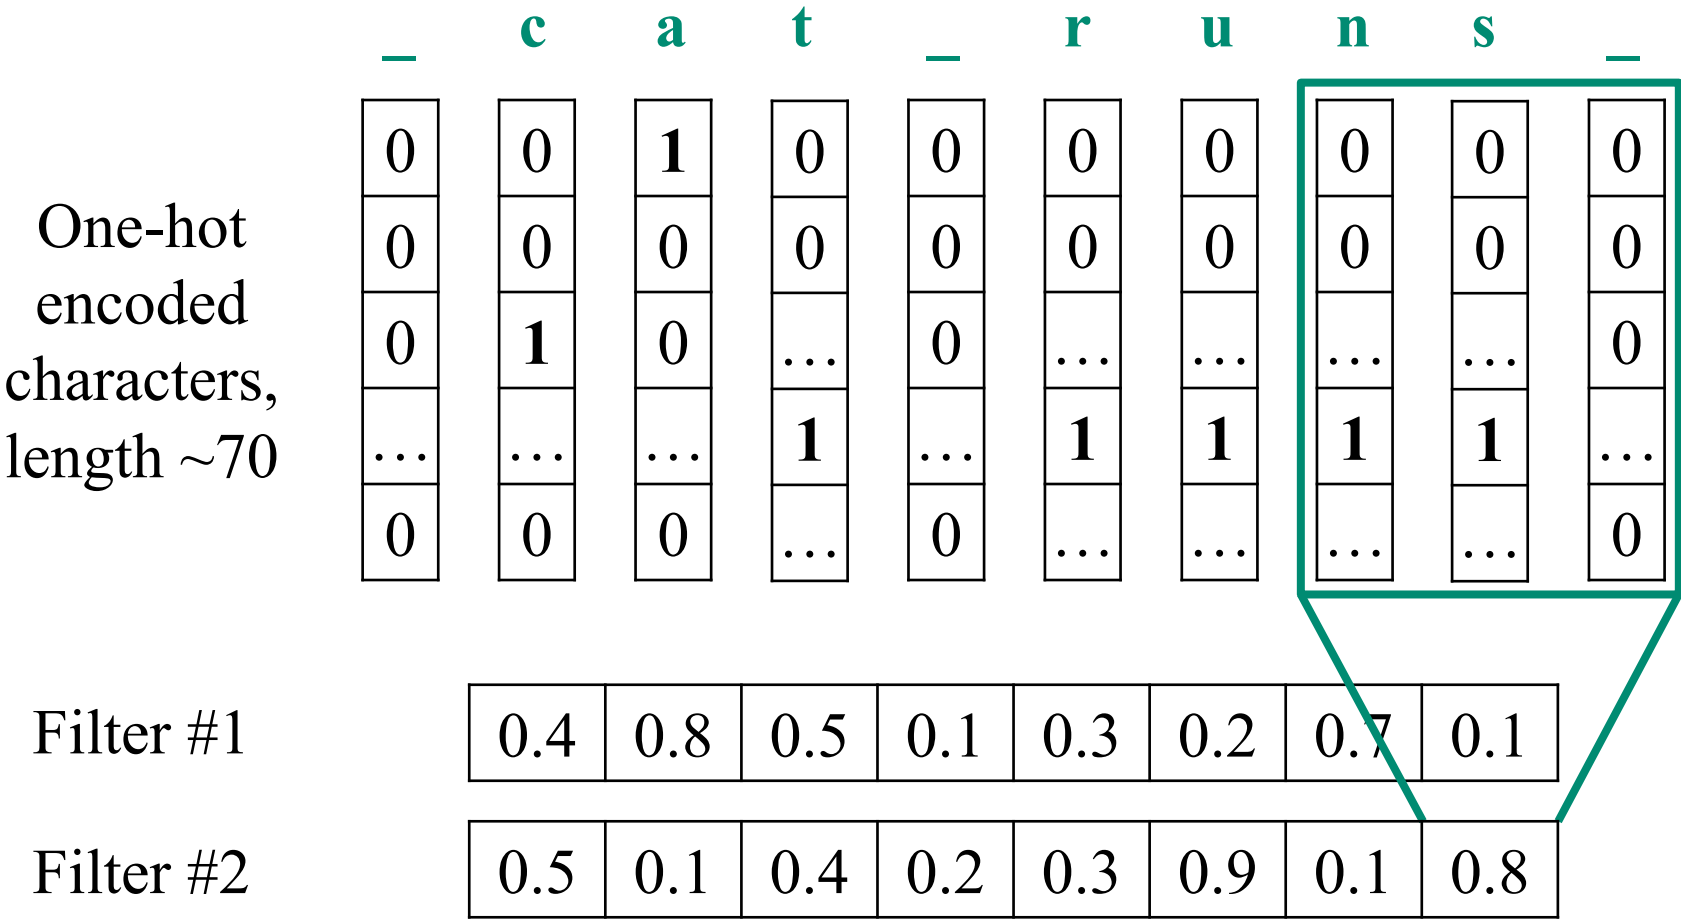 _ c a t _ r u n s _
0 0 1 0 0 0 0 0 0 0
One-hot encoded characters, length ~70
0 0 0 0 0 0 0 0 0 0
0 1 0 … 0 … … … … 0
… … … 1 … 1 1 1 1 …
0 0 0 … 0 … … … … 0
Filter #1 0.4 0.8 0.5 0.1 0.3 0.2 0.7 0.1
Filter #2 0.5 0.1 0.4 0.2 0.3 0.9 0.1 0.8